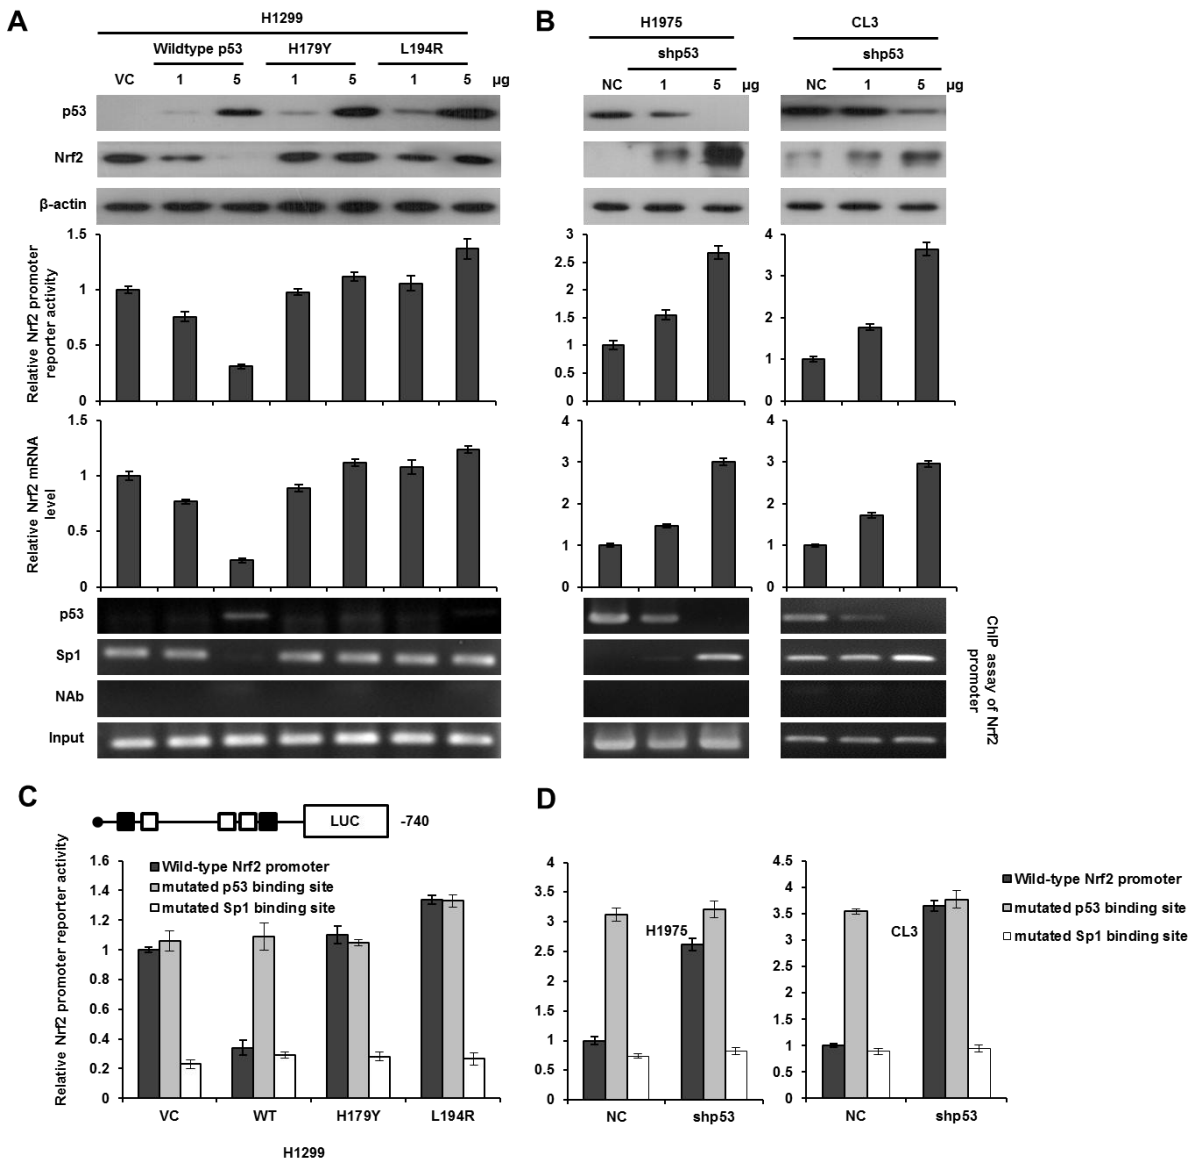 A
H1299
Wildtype p53 H179Y L194R
VC 1 5 1 5 1 5 µg
p53
Nrf2
β-actin
Relative Nrf2 promoter
reporter activity
1.5
1
0.5
0
Relative Nrf2 mRNA
level
1.5
1
0.5
0
p53
Sp1
NAb
Input
B
H1975 CL3
shp53 shp53
NC 1 5 µg NC 1 5 µg
3
2.5
2
1.5
1
0.5
0
4
3
2
1
0
4
3
2
1
0
4
3
2
1
0
ChIP assay of Nrf2
promoter
C
LUC -740
Relative Nrf2 promoter reporter activity
1.6
1.4
1.2
1
0.8
0.6
0.4
0.2
0
Wild-type Nrf2 promoter
mutated p53 binding site
mutated Sp1 binding site
VC WT H179Y L194R
H1299
D
4
3.5
3
2.5
2
1.5
1
0.5
0
H1975
NC shp53
4.5
4
3.5
3
2.5
2
1.5
1
0.5
0
CL3
NC shp53
Wild-type Nrf2 promoter
mutated p53 binding site
mutated Sp1 binding site